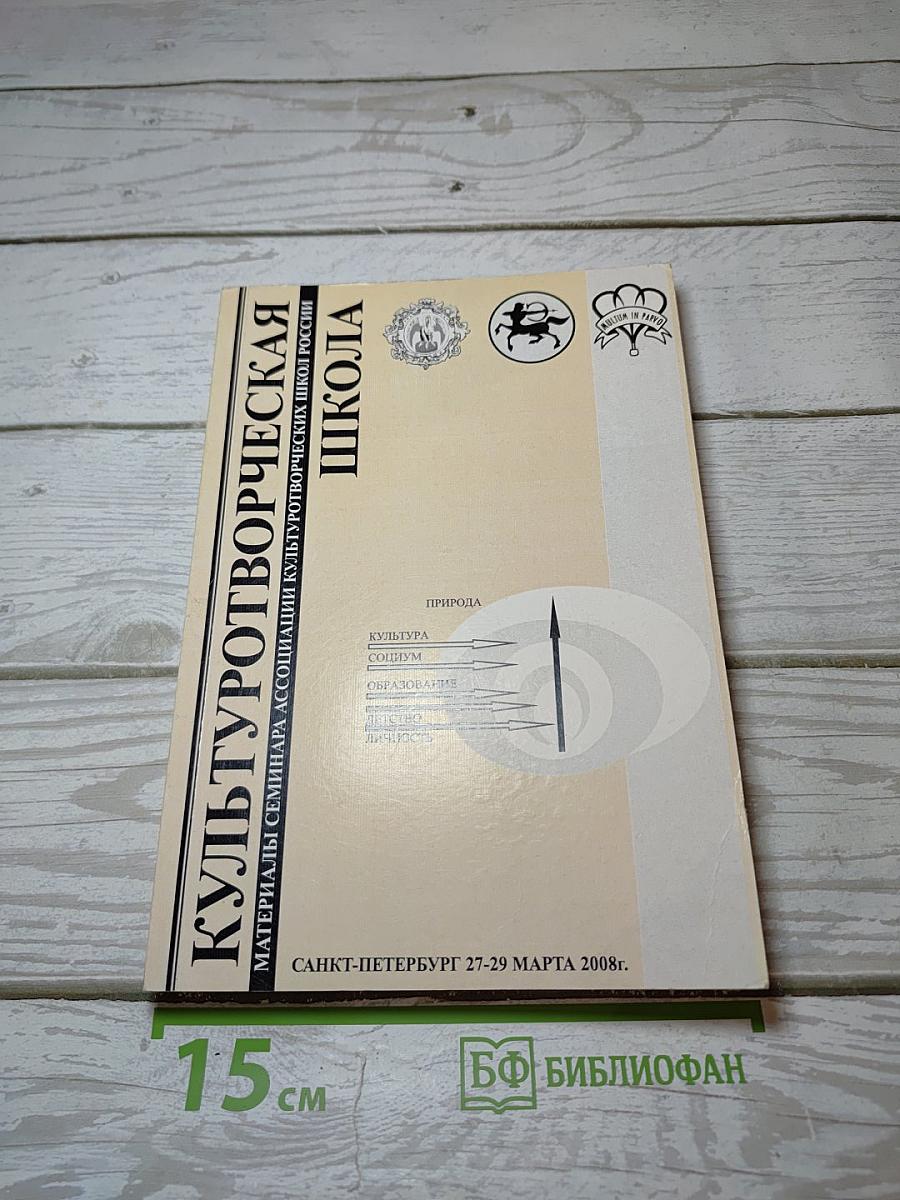 КУЛЬТУРОТВОРЧЕСКАЯ
МАТЕРИАЛЫ СЕМИНАРА АССОЦИАЦИИ КУЛЬТУРОТВОРЧЕСКИХ ШКОЛ РОССИИ
ШКОЛА
MULTUM IN PARVO
ПРИРОДА
КУЛЬТУРА
СОЦИУМ
ОБРАЗОВАНИЕ
ДЕТСТВО
ЛИЧНОСТЬ
САНКТ-ПЕТЕРБУРГ 27-29 МАРТА 2008г.
15 см
БФ БИБЛИОФАН